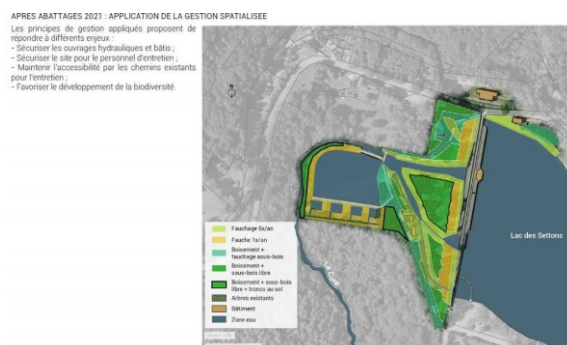 APRES ABATTAGES 2021 : APPLICATION DE LA GESTION SPATIALISEE
Les principes de gestion appliqués proposent de
répondre à différents enjeux :
- Sécuriser les ouvrages hydrauliques et bâtis ;
- Sécuriser le site pour le personnel d'entretien ;
- Maintenir l'accessibilité par les chemins existants
pour l'entretien ;
- Favoriser le développement de la biodiversité
Lac des Settons
Fauchage 5x/an
Fauche 1x/an
Boisement +
fauchage sous-bois
Boisement +
sous-bois libre
Boisement + sous-bois
libre + troncs au sol
Arbres existants
Bâtiment
Zone eau